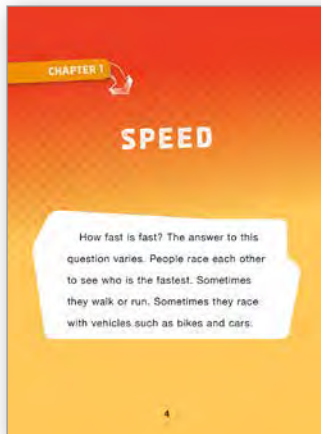 CHAPTER 1
SPEED
How fast is fast? The answer to this
question varies. People race each other
to see who is the fastest. Sometimes
they walk or run. Sometimes they race
with vehicles such as bikes and cars.
4